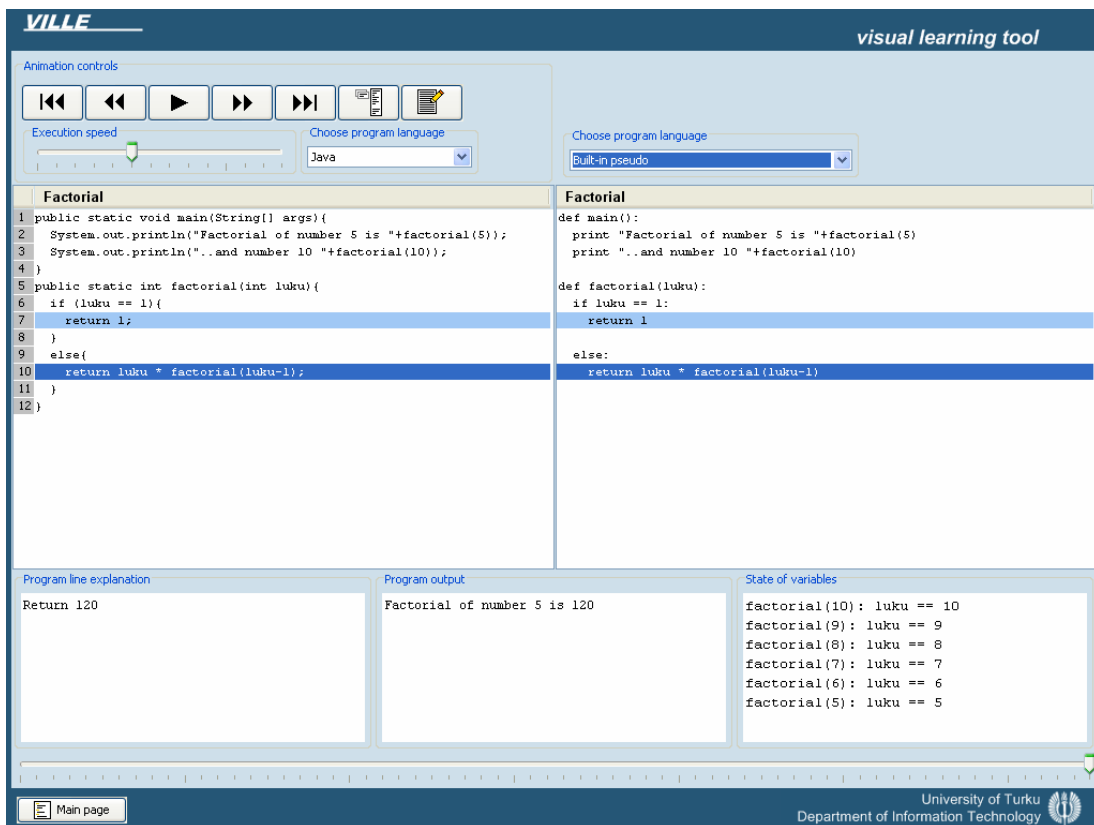 VILLE
visual learning tool
Animation controls
Execution speed
Choose program language
Java
Choose program language
Built-in pseudo
Factorial
1 public static void main(String[] args){
2 System.out.println("Factorial of number 5 is "+factorial(5));
3 System.out.println("..and number 10 "+factorial(10));
4 }
5 public static int factorial(int luku){
6 if (luku == 1){
7 return 1;
8 }
9 else{
10 return luku * factorial(luku-1);
11 }
12 }
Factorial
def main():
print "Factorial of number 5 is "+factorial(5)
print "..and number 10 "+factorial(10)
def factorial(luku):
if luku == 1:
return 1
else:
return luku * factorial(luku-1)
Program line explanation
Return 120
Program output
Factorial of number 5 is 120
State of variables
factorial(10): luku == 10
factorial(9): luku == 9
factorial(8): luku == 8
factorial(7): luku == 7
factorial(6): luku == 6
factorial(5): luku == 5
Main page
University of Turku
Department of Information Technology